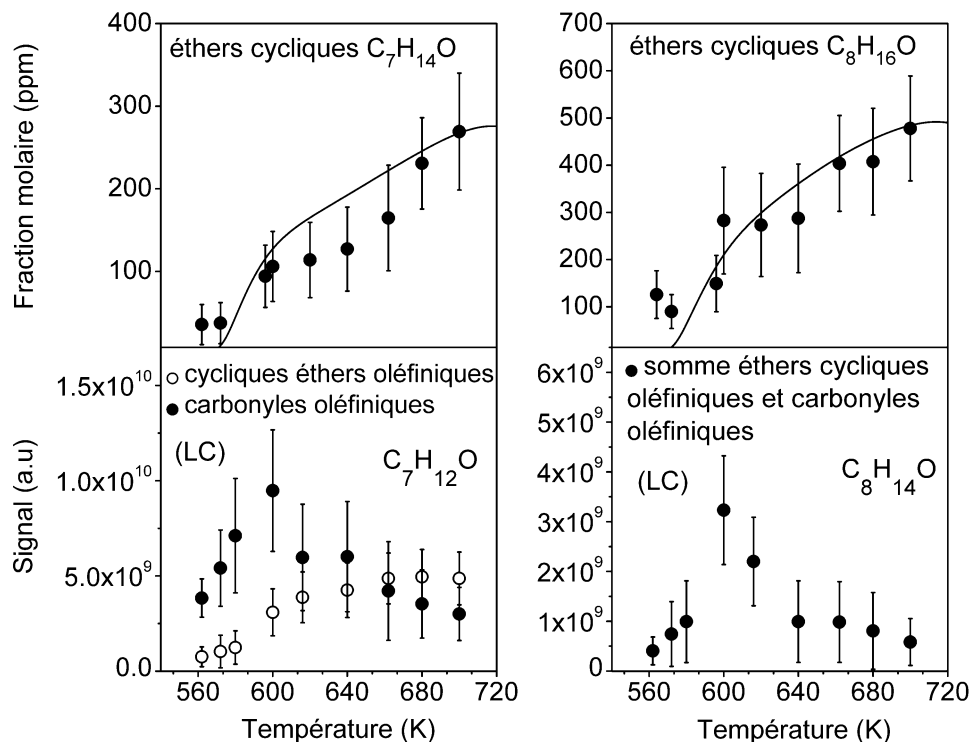 éthers cycliques C₇H₁₄O
400
300
200
100
Fraction molaire (ppm)
éthers cycliques C₈H₁₆O
700
600
500
400
300
200
100
cycliques éthers oléfiniques
carbonyles oléfiniques
(LC)
C₇H₁₂O
1.5x10¹⁰
1.0x10¹⁰
5.0x10⁹
0.0
Signal (a.u)
560 600 640 680 720
Température (K)
somme éthers cycliques
oléfiniques et carbonyles
oléfiniques
(LC)
C₈H₁₄O
6x10⁹
5x10⁹
4x10⁹
3x10⁹
2x10⁹
1x10⁹
0
560 600 640 680 720
Température (K)